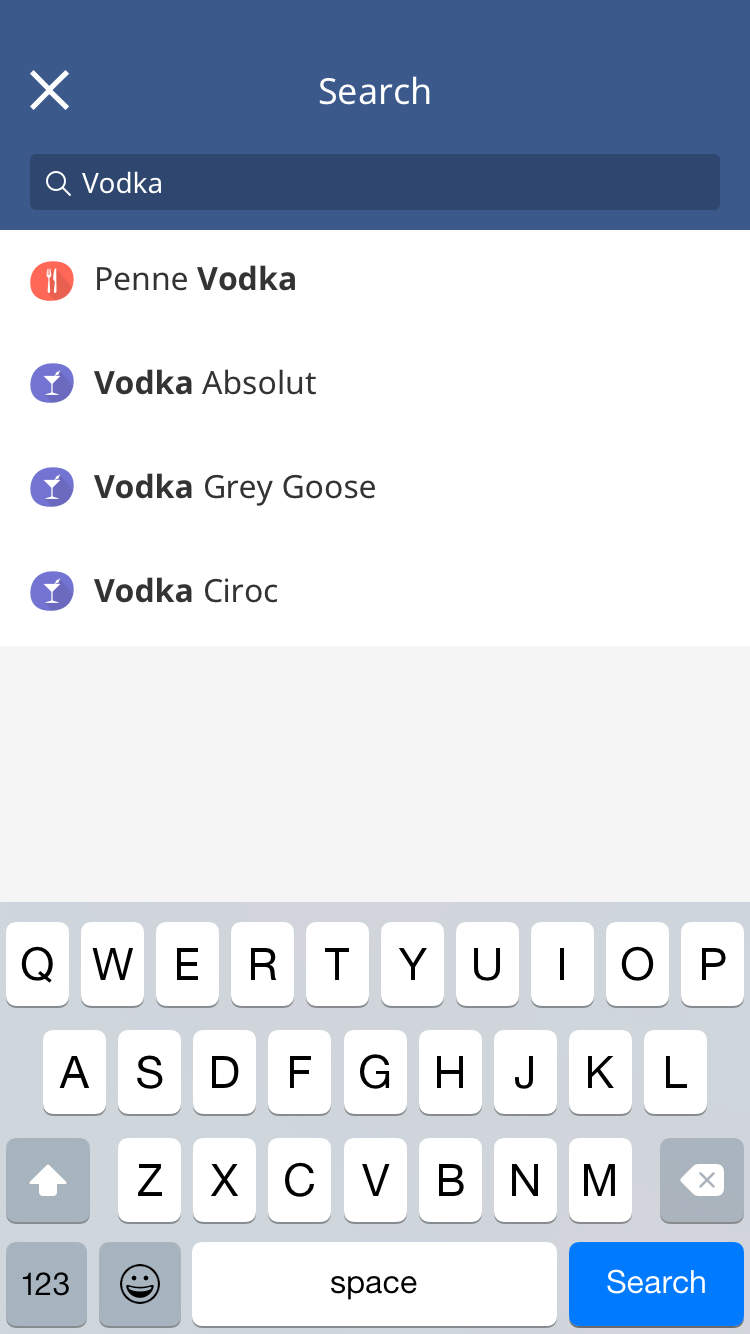 Search
Vodka
Penne Vodka
Vodka Absolut
Vodka Grey Goose
Vodka Ciroc
Q W E R T Y U I O P
A S D F G H J K L
Z X C V B N M
123 space Search